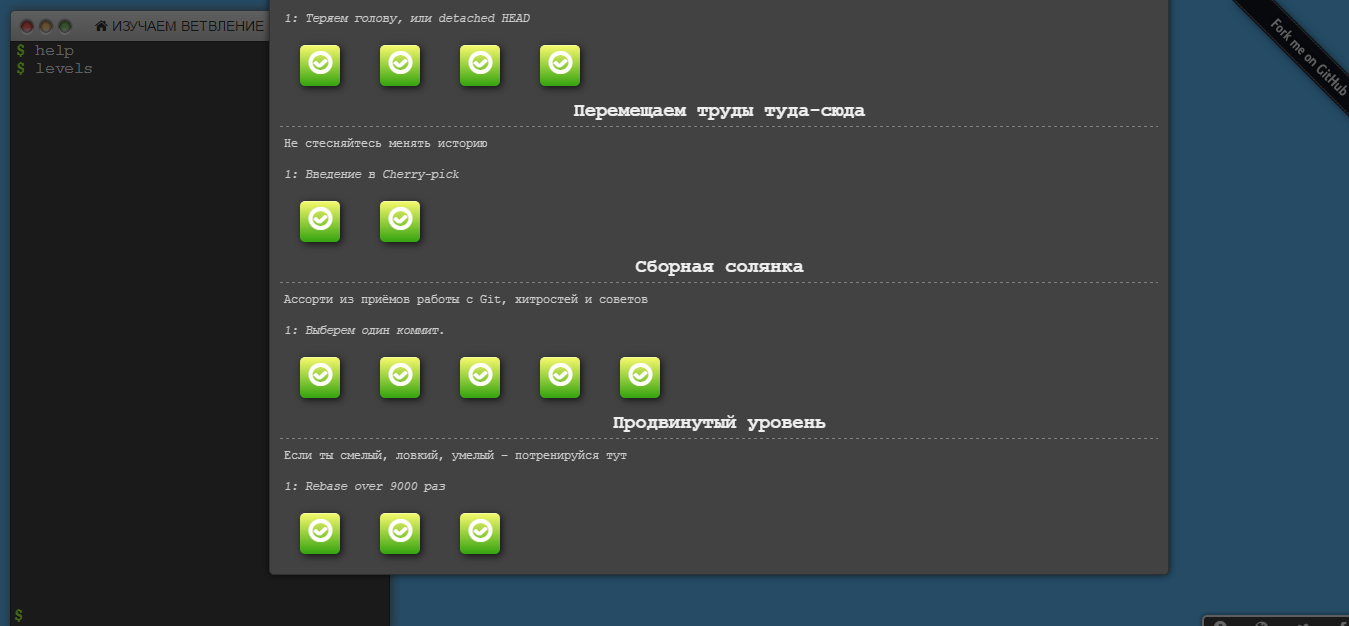 ИЗУЧАЕМ ВЕТВЛЕНИЕ
$ help
$ levels
$
1: Теряем голову, или detached HEAD
Перемещаем труды туда-сюда
Не стесняйтесь менять историю
1: Введение в Cherry-pick
Сборная солянка
Ассорти из приёмов работы с Git, хитростей и советов
1: Выберем один коммит.
Продвинутый уровень
Если ты смелый, ловкий, умелый - потренируйся тут
1: Rebase over 9000 раз
Fork me on GitHub